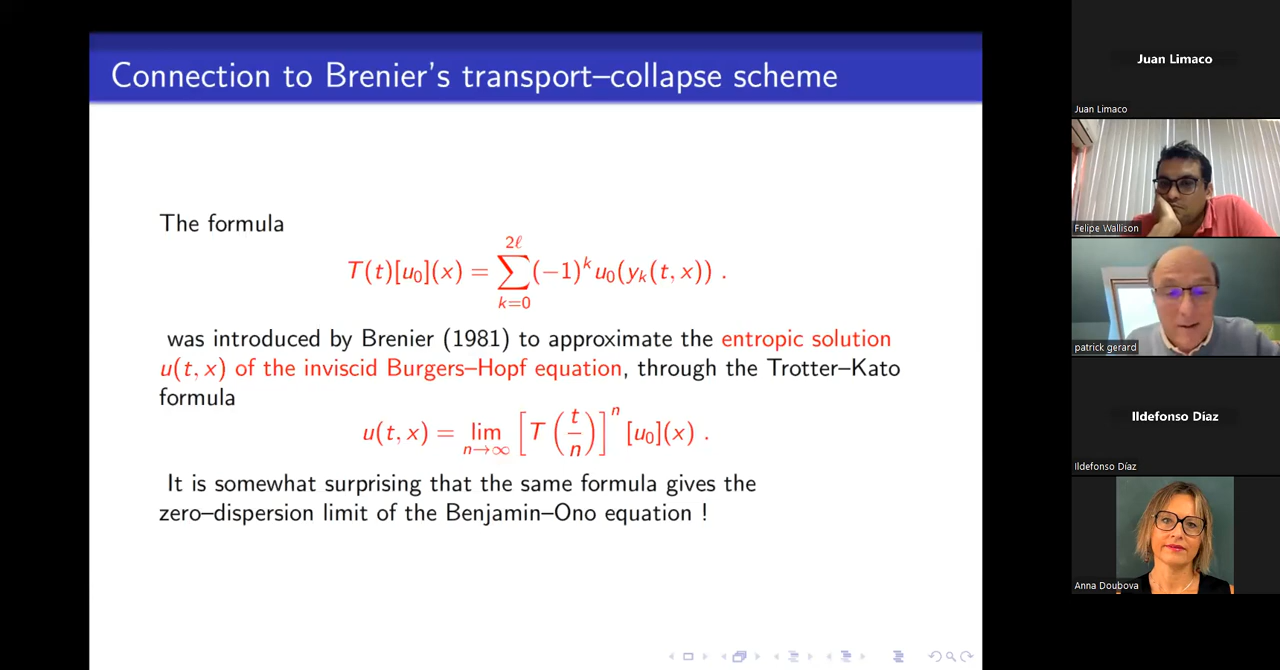 Connection to Brenier's transport–collapse scheme
The formula
T(t)[u₀](x) = ∑_{k=0}^{2ℓ} (−1)^k u₀(y_k(t, x)) .
was introduced by Brenier (1981) to approximate the entropic solution
u(t, x) of the inviscid Burgers–Hopf equation, through the Trotter–Kato
formula
u(t, x) = lim_{n→∞} [T(t/n)]^n [u₀](x) .
It is somewhat surprising that the same formula gives the
zero–dispersion limit of the Benjamin–Ono equation !
Juan Limaco
Juan Limaco
Felipe Wallison
patrick gerard
Ildefonso Díaz
Ildefonso Díaz
Anna Doubova